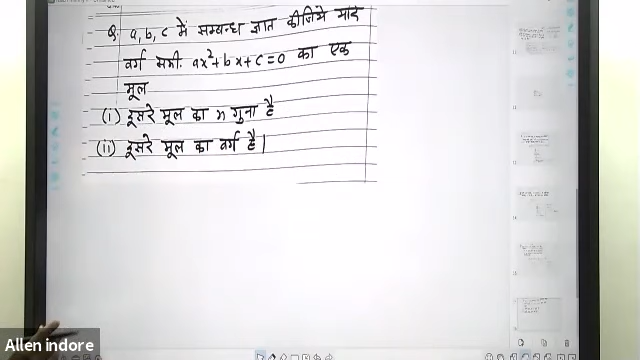 Q. a, b, c में सम्बन्ध ज्ञात कीजिये यदि
वर्ग समी. ax²+bx+c=0 का एक
मूल
(i) दूसरे मूल का n गुना है
(ii) दूसरे मूल का वर्ग है।
Allen indore